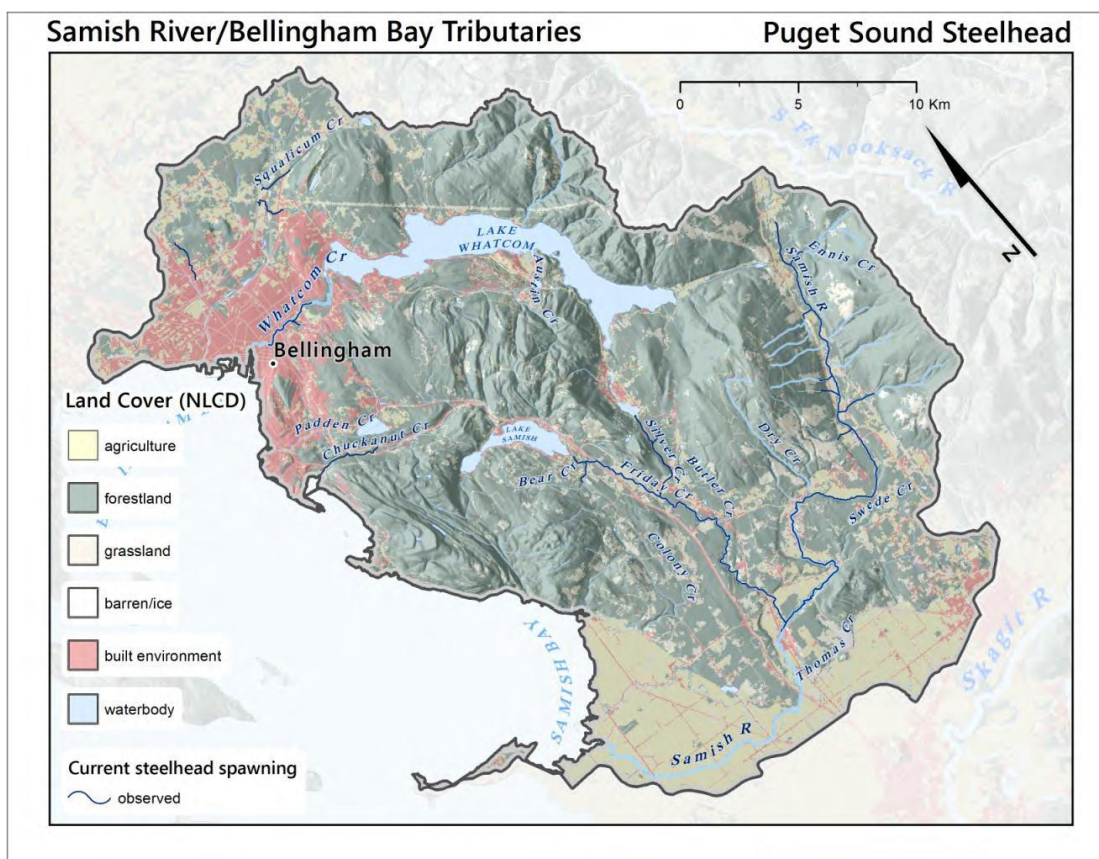 Samish River/Bellingham Bay Tributaries
Puget Sound Steelhead
0 5 10 Km
S Fk Nooksack R
N
Squalicum Cr
LAKE
WHATCOM
Whatcom Cr
Austin Cr
Samish R
Ennis Cr
Bellingham
Padden Cr
Chuckanut Cr
LAKE
SAMISH
Bear Cr
Friday Cr
Silver Cr
Butler Cr
Dry Cr
Swede Cr
Colony Cr
Thomas Cr
Skagit R
SAMISH BAY
Samish R
Land Cover (NLCD)
agriculture
forestland
grassland
barren/ice
built environment
waterbody
Current steelhead spawning
observed